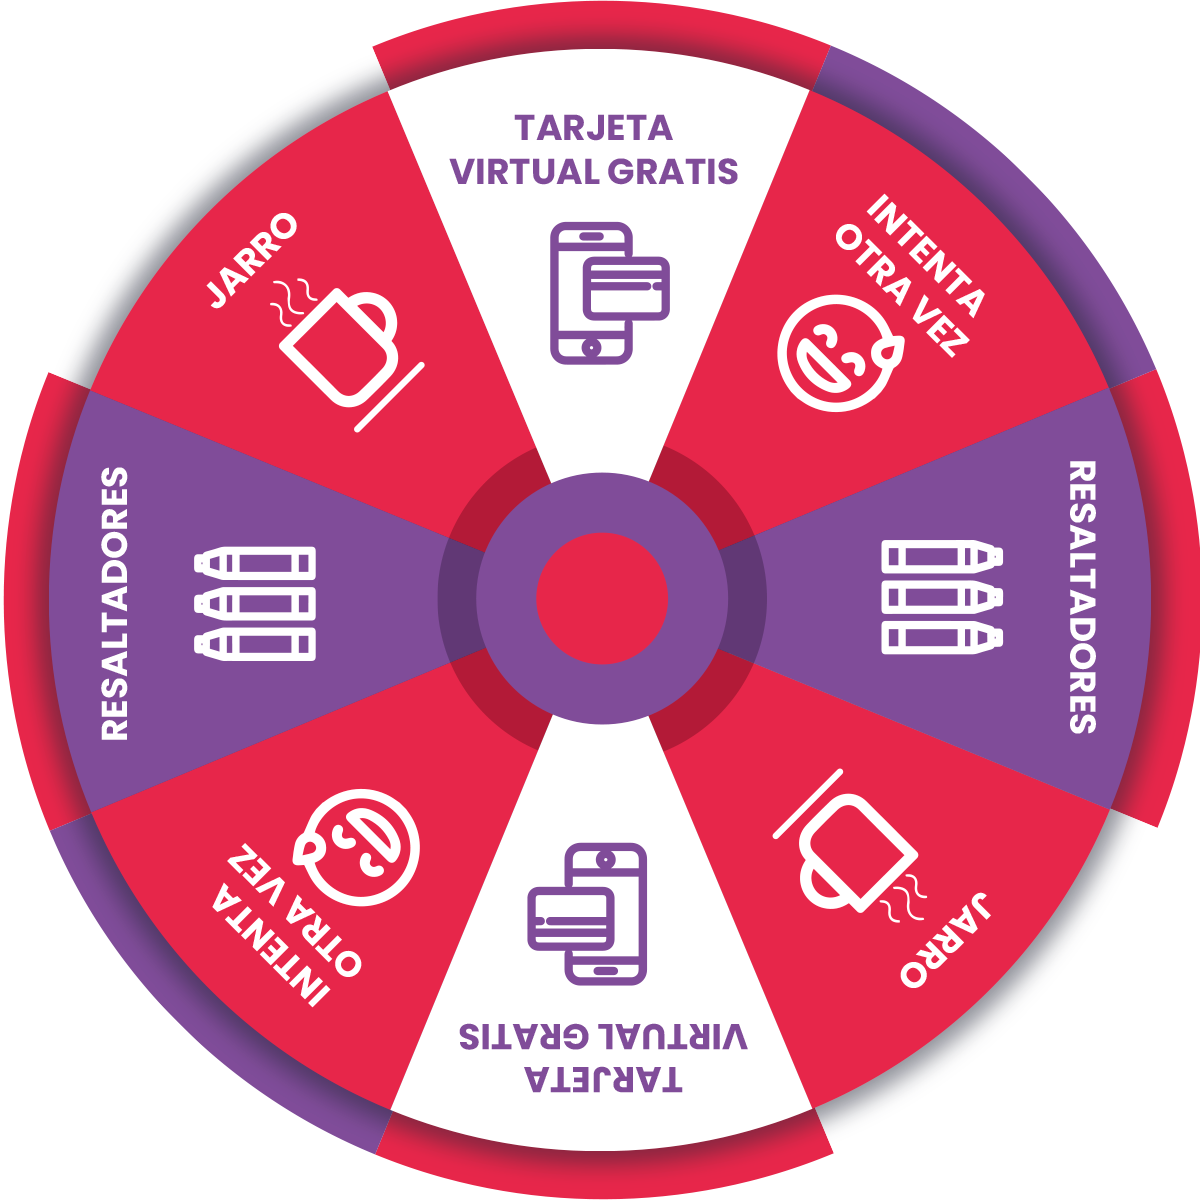 TARJETA
VIRTUAL GRATIS
INTENTA
OTRA VEZ
RESALTADORES
JARRO
TARJETA
VIRTUAL GRATIS
INTENTA
OTRA VEZ
RESALTADORES
JARRO